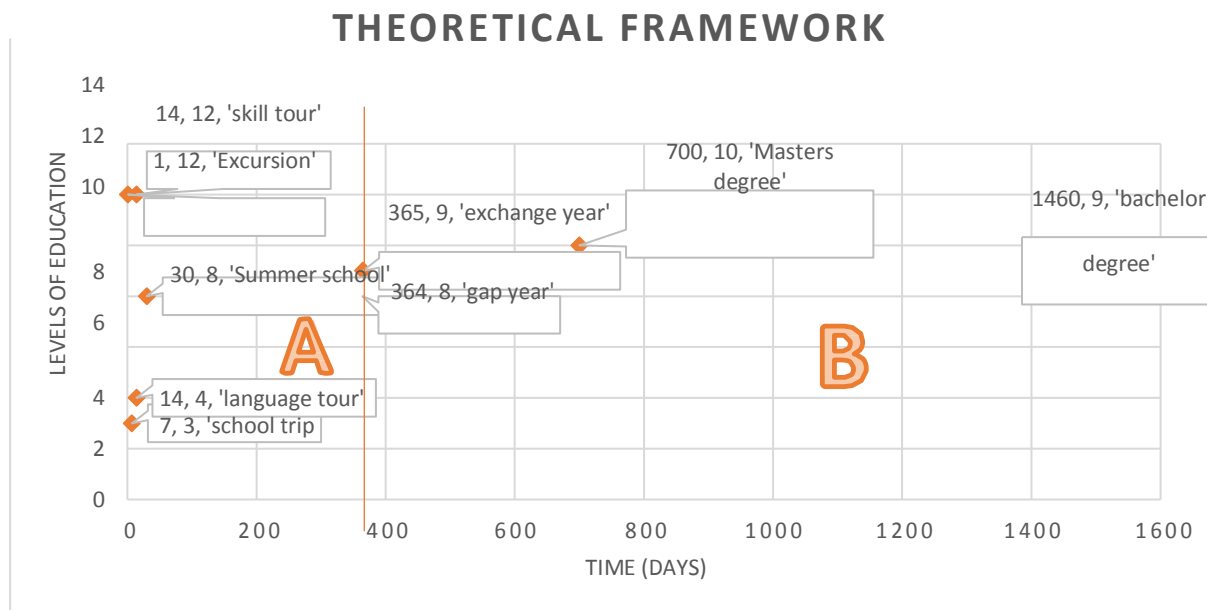 THEORETICAL FRAMEWORK
14
14, 12, 'skill tour'
12
1, 12, 'Excursion'
700, 10, 'Masters
degree'
10
365, 9, 'exchange year'
1460, 9, 'bachelor
degree'
8
30, 8, 'Summer school'
364, 8, 'gap year'
6
A
B
4
14, 4, 'language tour'
7, 3, 'school trip
2
0
0 200 400 600 800 1000 1200 1400 1600
LEVELS OF EDUCATION
TIME (DAYS)